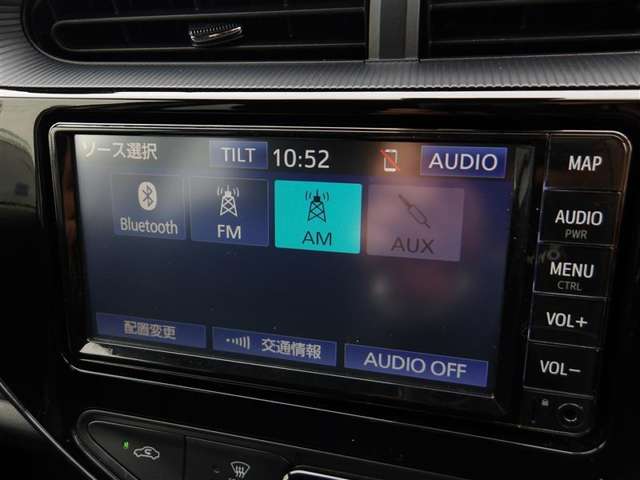 ソース選択 TILT 10:52 AUDIO
Bluetooth FM AM AUX
配置変更 交通情報 AUDIO OFF
MAP
AUDIO
PWR
MENU
CTRL
VOL+
VOL−